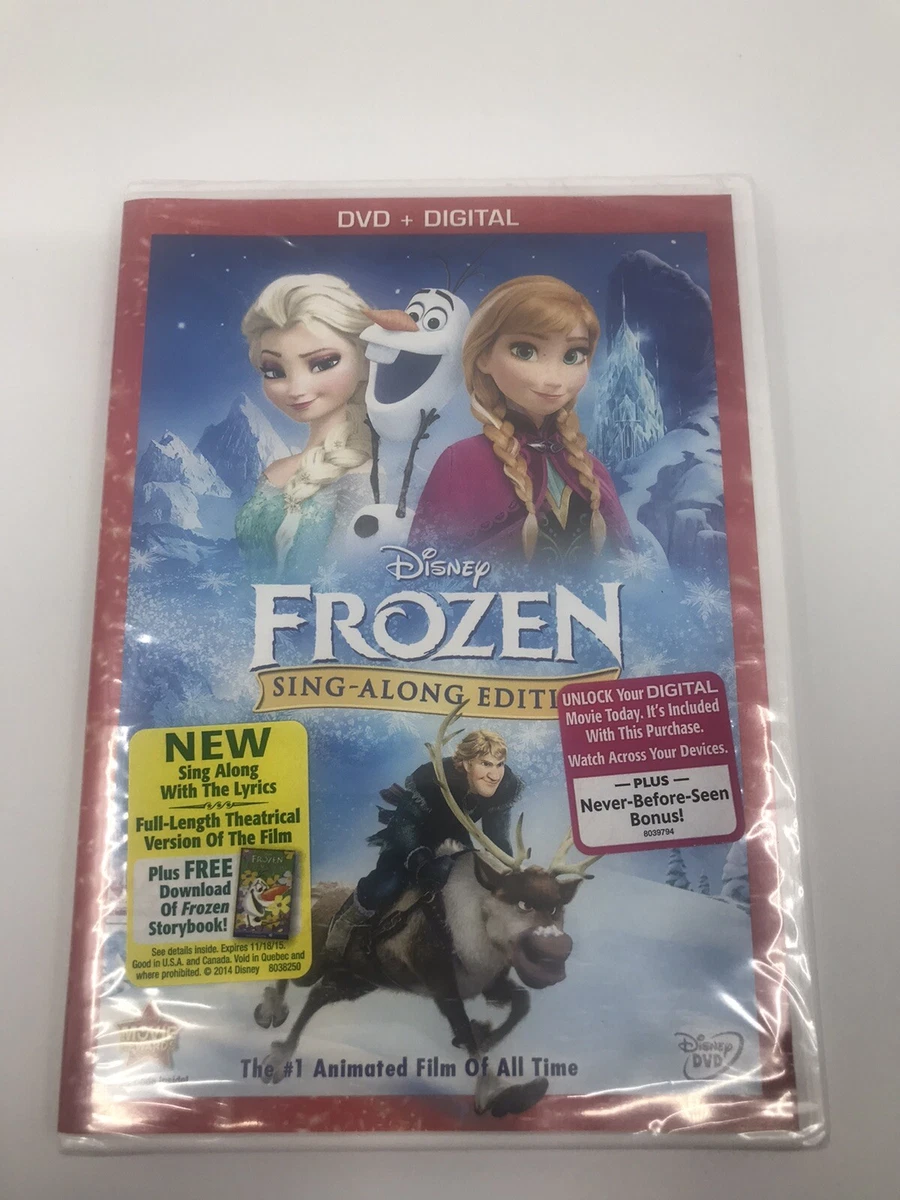 DVD + DIGITAL
Disney
FROZEN
SING-ALONG EDITI
UNLOCK Your DIGITAL
Movie Today. It's Included
With This Purchase.
Watch Across Your Devices.
— PLUS —
Never-Before-Seen
Bonus!
8039794
NEW
Sing Along
With The Lyrics
Full-Length Theatrical
Version Of The Film
Plus FREE
Download
Of Frozen
Storybook!
FROZEN
See details inside. Expires 11/18/15.
Good in U.S.A. and Canada. Void in Quebec and
where prohibited. © 2014 Disney 8038250
MOVIE
The #1 Animated Film Of All Time
Disney
DVD